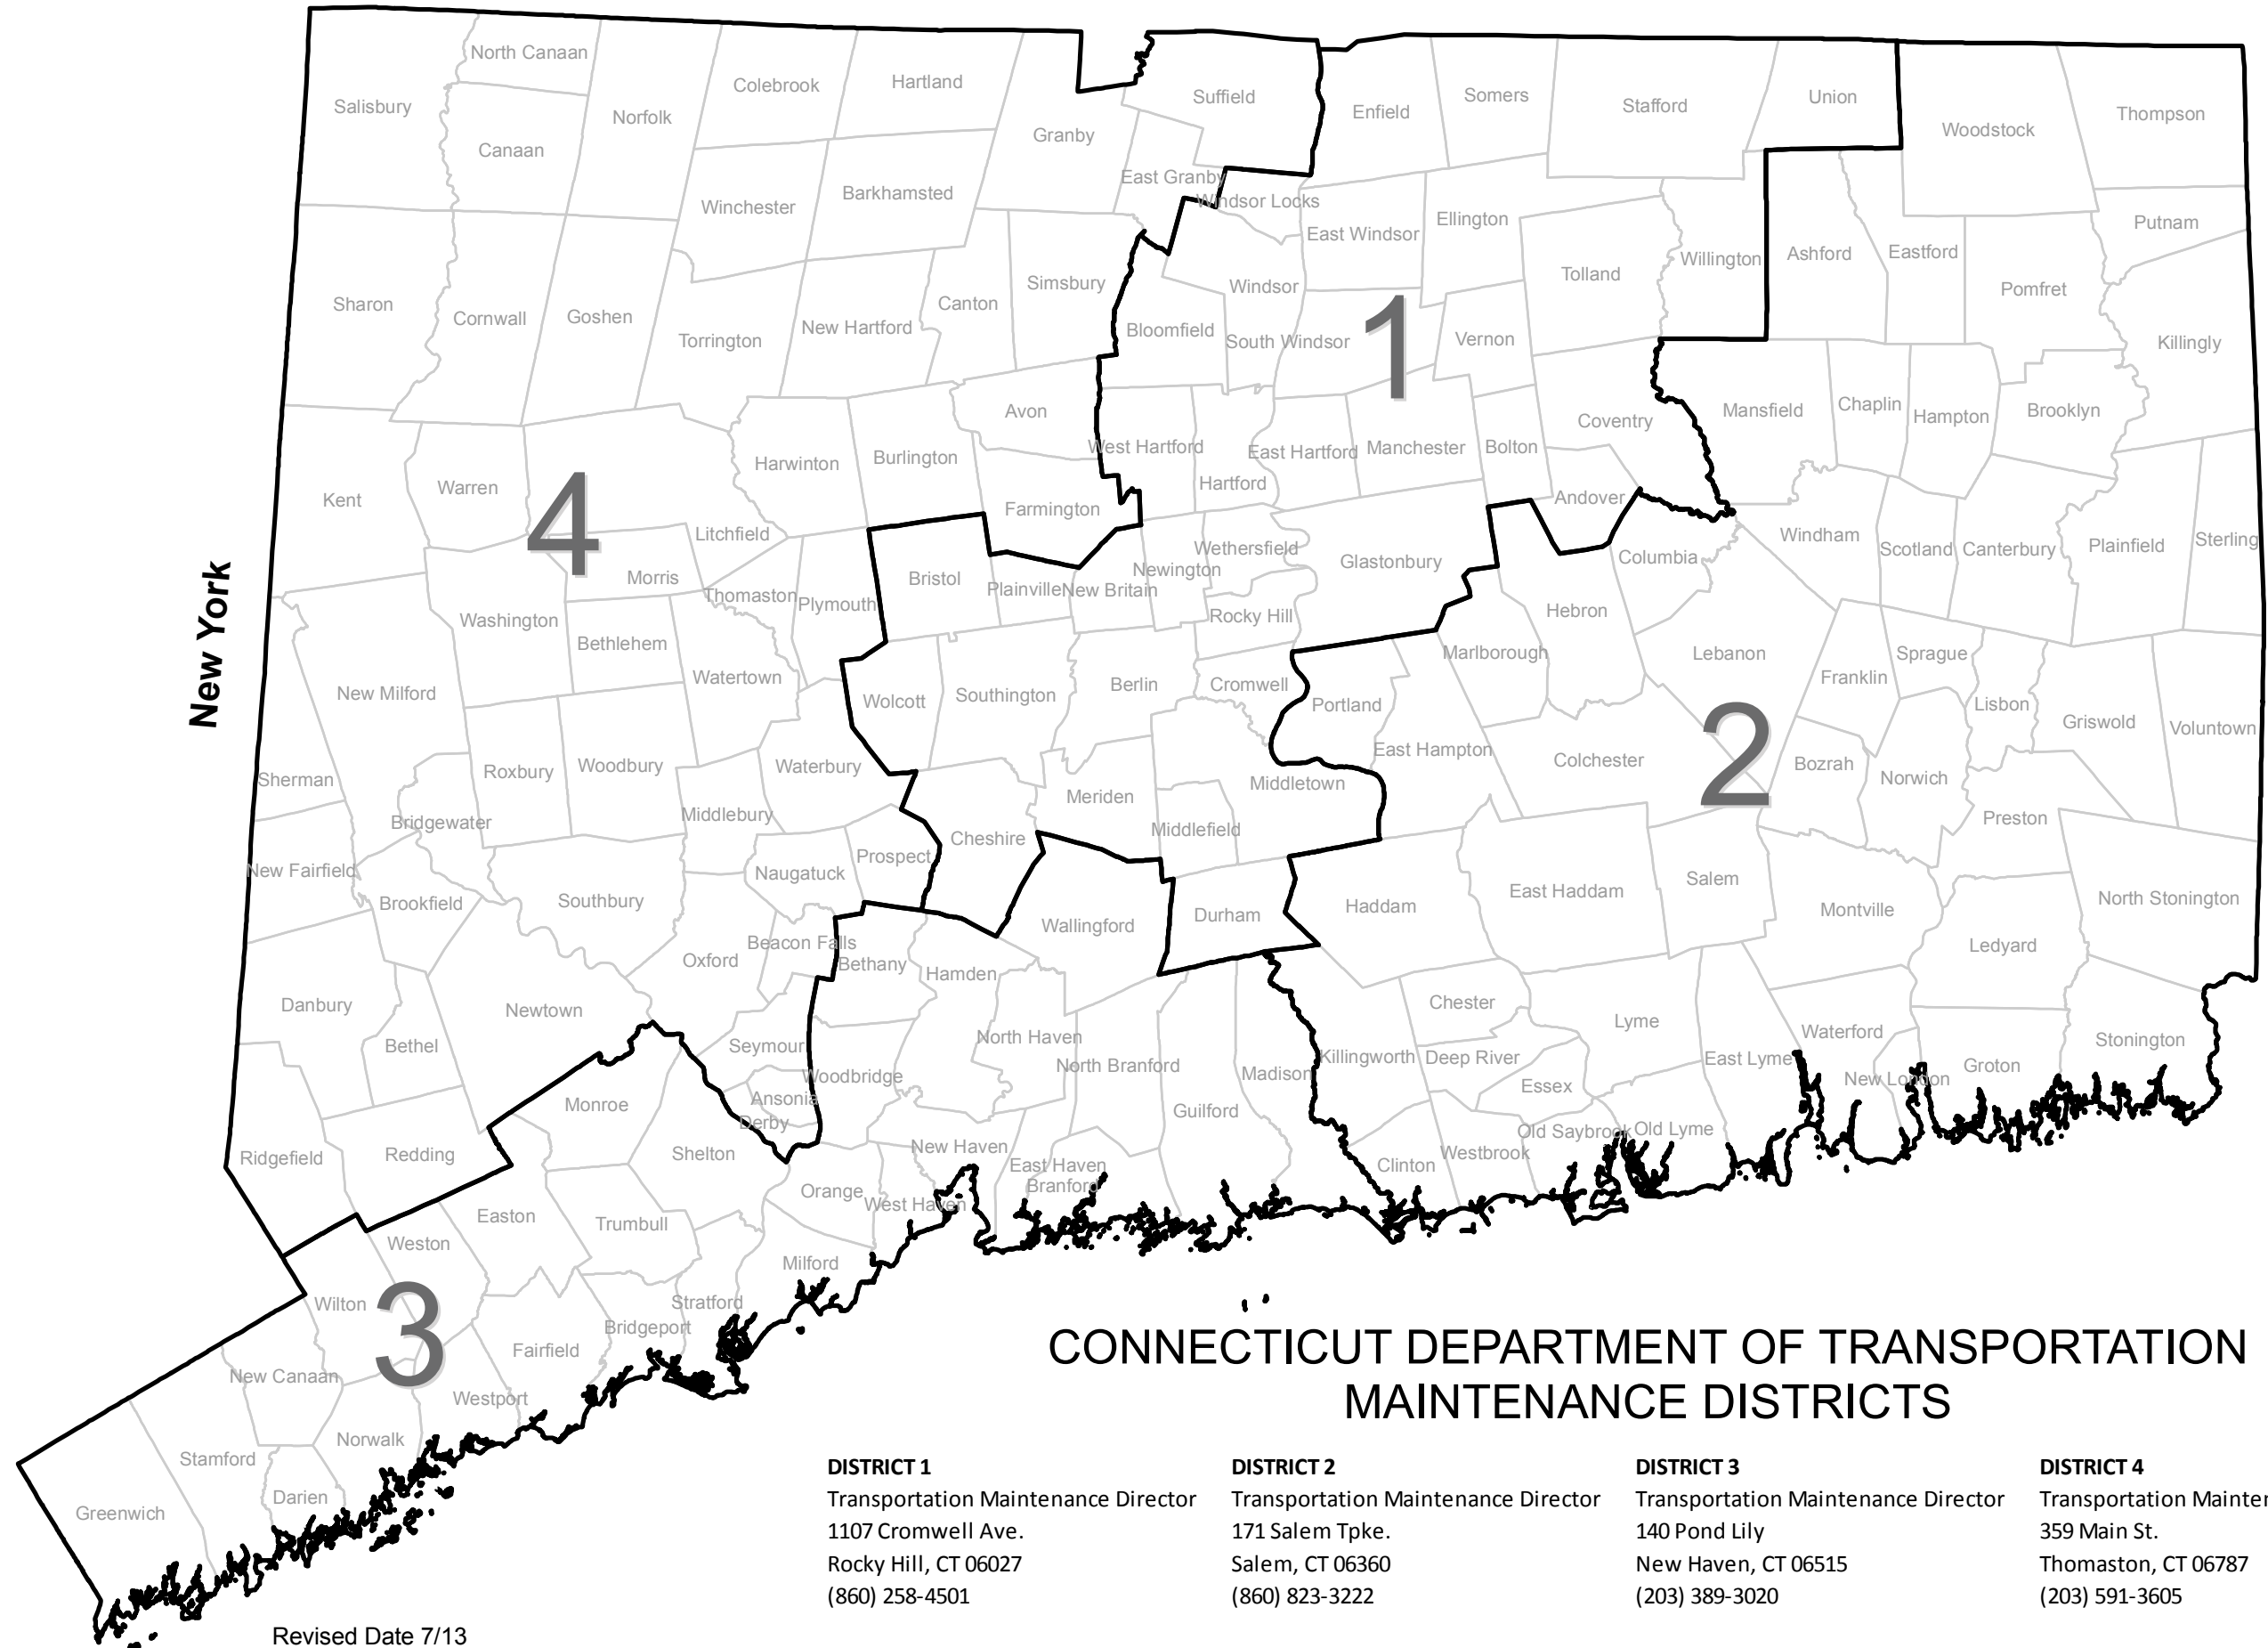 North Canaan
Colebrook
Hartland
Salisbury
Norfolk
Canaan
Granby
Suffield
Enfield
Somers
Stafford
Union
Woodstock
Thompson
East Granby
Windsor Locks
Winchester
Barkhamsted
East Windsor
Ellington
Willington
Ashford
Eastford
Putnam
Sharon
Cornwall
Goshen
Torrington
New Hartford
Canton
Simsbury
Bloomfield
Windsor
South Windsor
1
Vernon
Tolland
Pomfret
Killingly
Avon
Coventry
Mansfield
Chaplin
Hampton
Brooklyn
Kent
Warren
4
Harwinton
Burlington
West Hartford
Hartford
East Hartford
Manchester
Bolton
Andover
Farmington
Litchfield
Wethersfield
Glastonbury
Columbia
Windham
Scotland
Canterbury
Plainfield
Sterling
New York
Morris
Thomaston
Plymouth
Bristol
Plainville
New Britain
Newington
Washington
Bethlehem
Rocky Hill
Hebron
Marlborough
Lebanon
Franklin
Sprague
New Milford
Watertown
Wolcott
Southington
Berlin
Cromwell
Portland
Lisbon
Griswold
Voluntown
Sherman
Roxbury
Woodbury
Waterbury
East Hampton
Colchester
2
Bozrah
Norwich
Bridgewater
Middlebury
Meriden
Middletown
Middlefield
Preston
New Fairfield
Brookfield
Southbury
Naugatuck
Prospect
Cheshire
Wallingford
Durham
Haddam
East Haddam
Salem
Montville
North Stonington
Ledyard
Beacon Falls
Oxford
Bethany
Hamden
Danbury
Newtown
Bethel
Seymour
Woodbridge
North Haven
North Branford
Madison
Killingworth
Chester
Deep River
Essex
Lyme
East Lyme
Waterford
New London
Groton
Stonington
Monroe
Ansonia
Derby
Guilford
Ridgefield
Redding
Shelton
New Haven
Orange
West Haven
East Haven
Branford
Clinton
Westbrook
Old Saybrook
Old Lyme
Easton
Trumbull
Weston
Milford
Wilton
3
Stratford
Bridgeport
Fairfield
New Canaan
Westport
Norwalk
Stamford
Darien
Greenwich
CONNECTICUT DEPARTMENT OF TRANSPORTATION
MAINTENANCE DISTRICTS
DISTRICT 1
Transportation Maintenance Director
1107 Cromwell Ave.
Rocky Hill, CT 06027
(860) 258-4501
DISTRICT 2
Transportation Maintenance Director
171 Salem Tpke.
Salem, CT 06360
(860) 823-3222
DISTRICT 3
Transportation Maintenance Director
140 Pond Lily
New Haven, CT 06515
(203) 389-3020
DISTRICT 4
Transportation
359 Main St.
Thomaston, CT 06787
(203) 591-3605
Revised Date 7/13